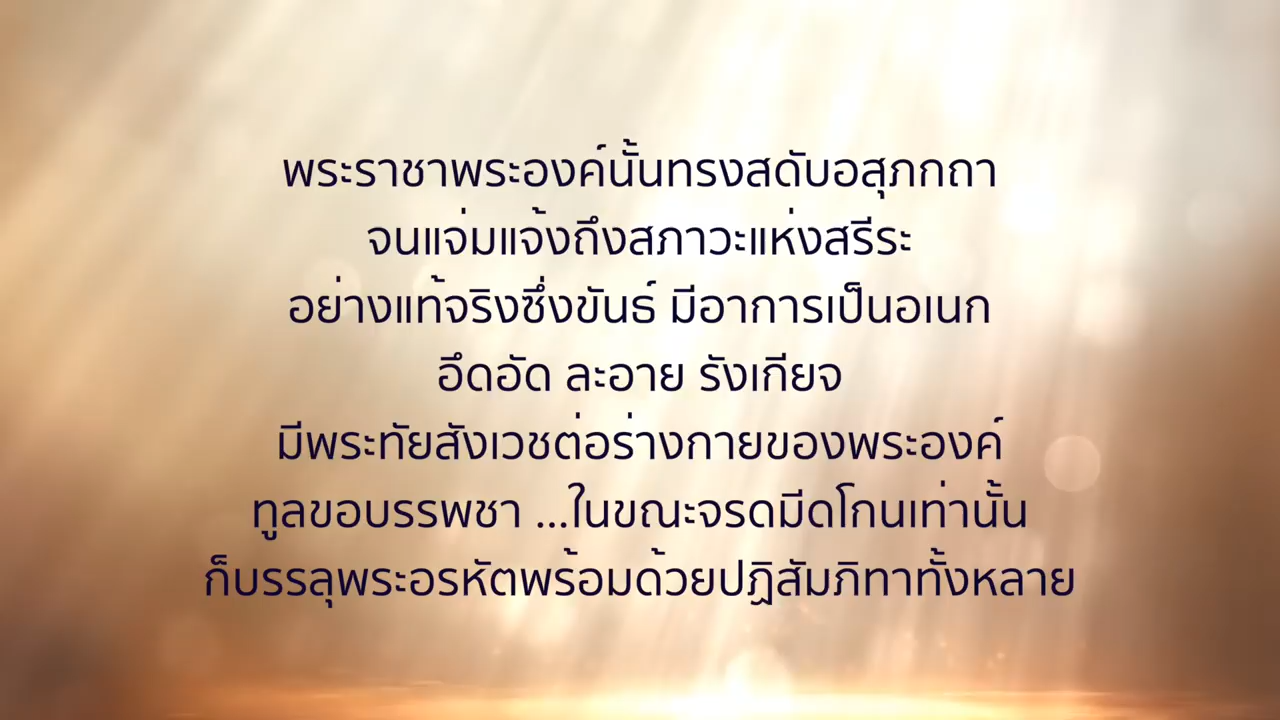 พระราชาพระองค์นั้นทรงสดับอสุภกถา
จนแจ่มแจ้งถึงสภาวะแห่งสรีระ
อย่างแท้จริงซึ่งขันธ์ มีอาการเป็นอเนก
อึดอัด ละอาย รังเกียจ
มีพระทัยสังเวชต่อร่างกายของพระองค์
ทูลขอบรรพชา ...ในขณะจรดมีดโกนเท่านั้น
ก็บรรลุพระอรหัตพร้อมด้วยปฏิสัมภิทาทั้งหลาย